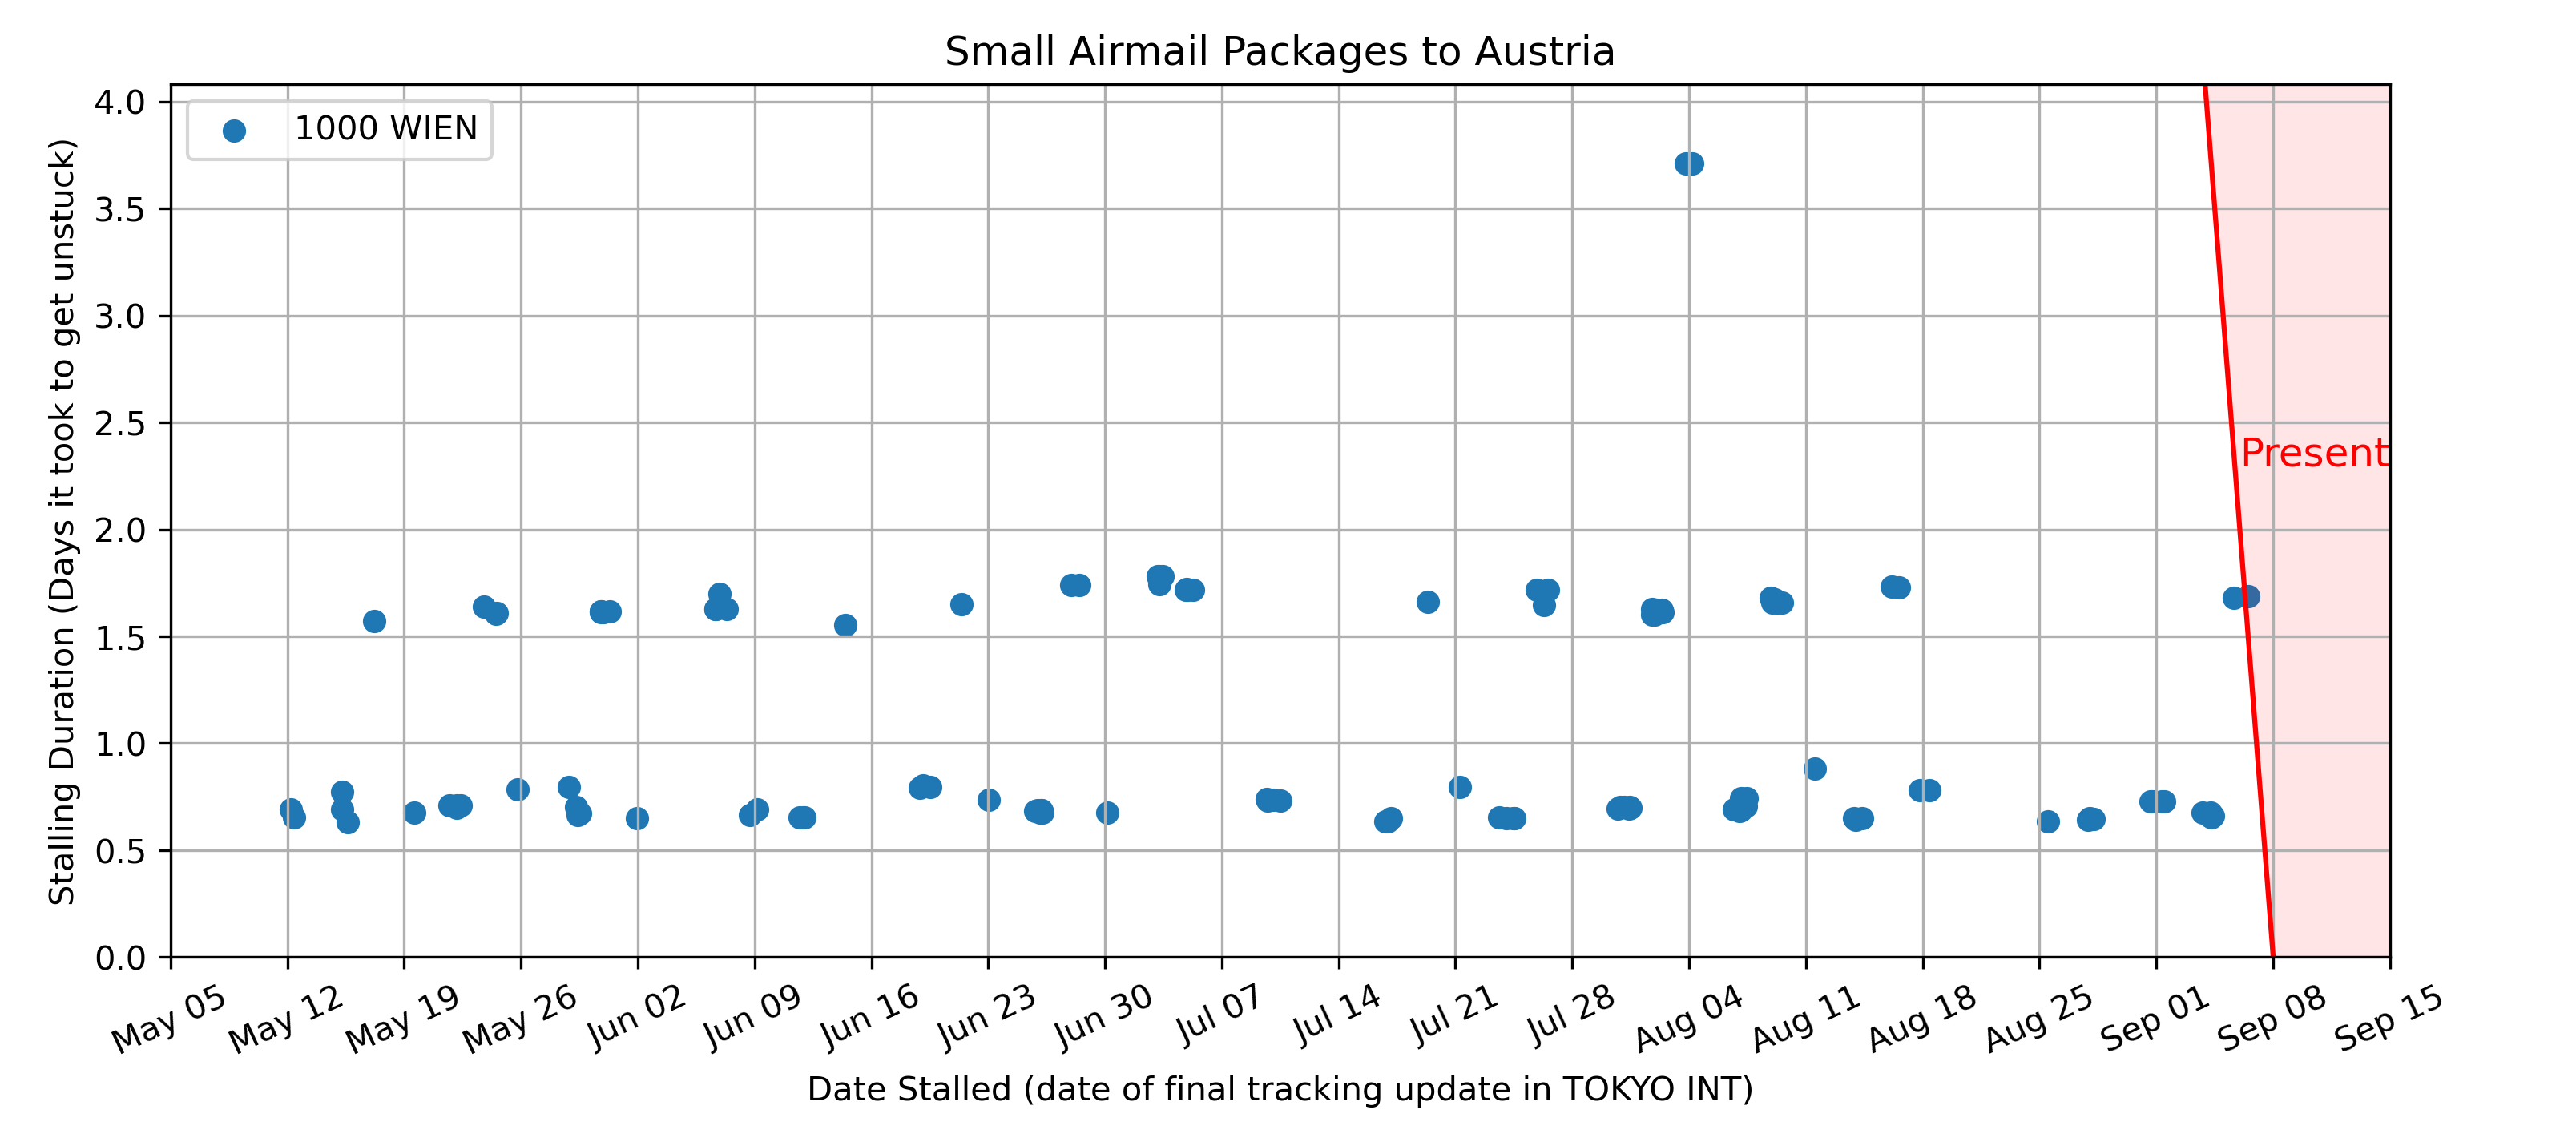 Small Airmail Packages to Austria
1000 WIEN
Stalling Duration (Days it took to get unstuck)
4.0
3.5
3.0
2.5
2.0
1.5
1.0
0.5
0.0
Present
May 05
May 12
May 19
May 26
Jun 02
Jun 09
Jun 16
Jun 23
Jun 30
Jul 07
Jul 14
Jul 21
Jul 28
Aug 04
Aug 11
Aug 18
Aug 25
Sep 01
Sep 08
Sep 15
Date Stalled (date of final tracking update in TOKYO INT)